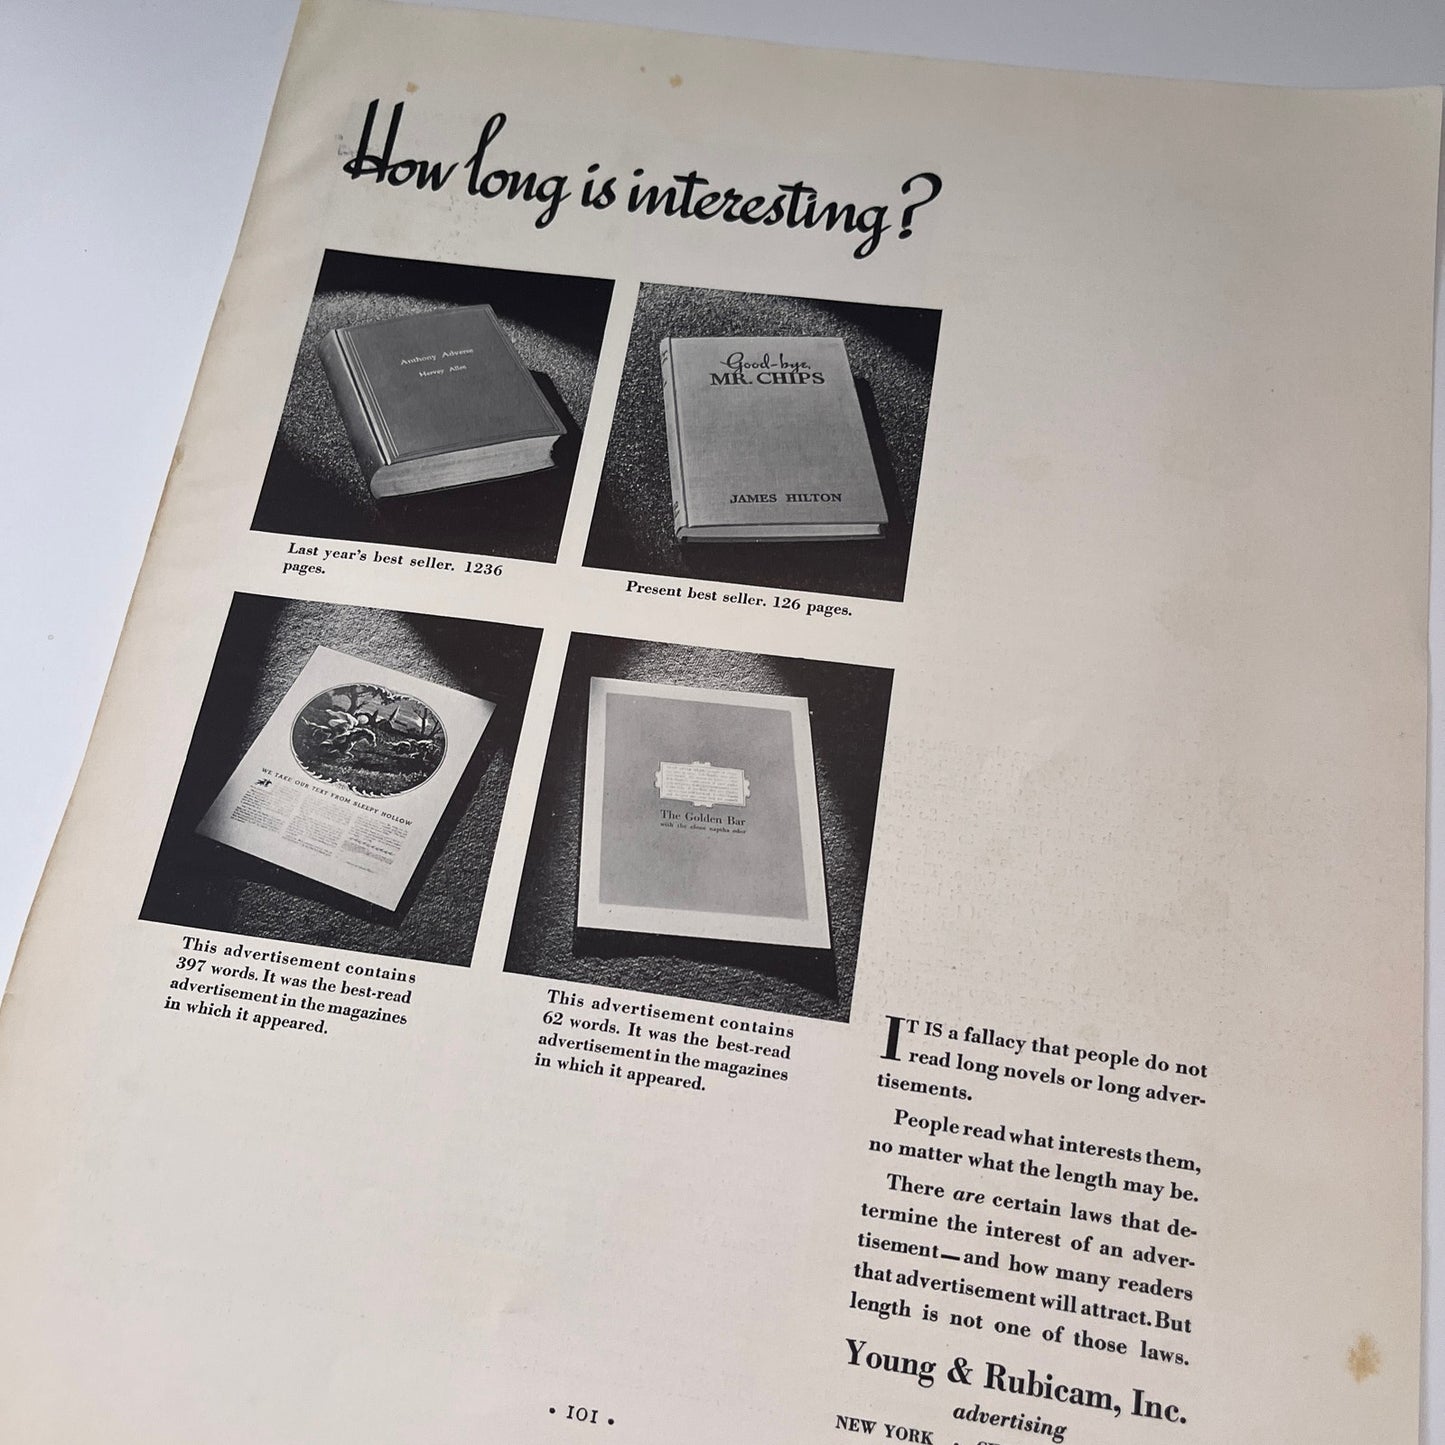 How long is interesting?
Anthony Adverse
Hervey Allen
Good-bye,
MR. CHIPS
JAMES HILTON
Last year's best seller. 1236
pages.
Present best seller. 126 pages.
WE TAKE OUR TEXT FROM SLEEPY HOLLOW
The Golden Bar
with the clean naptha odor
This advertisement contains
397 words. It was the best-read
advertisement in the magazines
in which it appeared.
This advertisement contains
62 words. It was the best-read
advertisement in the magazines
in which it appeared.
IT IS a fallacy that people do not
read long novels or long adver-
tisements.
People read what interests them,
no matter what the length may be.
There are certain laws that de-
termine the interest of an adver-
tisement—and how many readers
that advertisement will attract. But
length is not one of those laws.
Young & Rubicam, Inc.
advertising
NEW YORK ·
· 101 ·